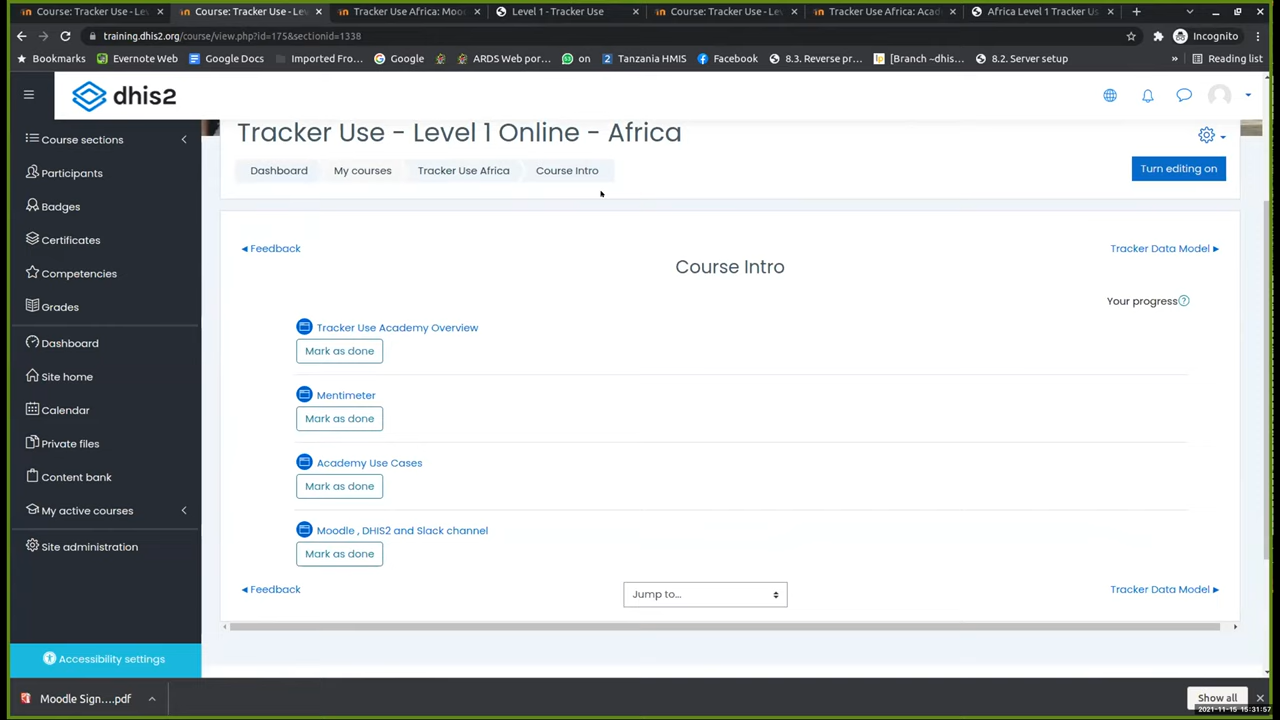 Course: Tracker Use - Lev
Course: Tracker Use - Le
Tracker Use Africa: Moo
Level 1 - Tracker Use
Course: Tracker Use - Le
Tracker Use Africa: Acad
Africa Level 1 Tracker U
training.dhis2.org/course/view.php?id=175&sectionid=1338
Incognito
Bookmarks
Evernote Web
Google Docs
Imported Fro...
Google
ARDS Web por...
on
Tanzania HMIS
Facebook
8.3. Reverse pr...
[Branch ~dhis...
8.2. Server setup
»
Reading list
dhis2
Course sections
Participants
Badges
Certificates
Competencies
Grades
Dashboard
Site home
Calendar
Private files
Content bank
My active courses
Site administration
Accessibility settings
Tracker Use - Level 1 Online - Africa
Dashboard
My courses
Tracker Use Africa
Course Intro
Turn editing on
◄ Feedback
Tracker Data Model ►
Course Intro
Your progress
Tracker Use Academy Overview
Mark as done
Mentimeter
Mark as done
Academy Use Cases
Mark as done
Moodle , DHIS2 and Slack channel
Mark as done
◄ Feedback
Jump to...
Tracker Data Model ►
Moodle Sign....pdf
Show all
2021-11-15 15:31:57